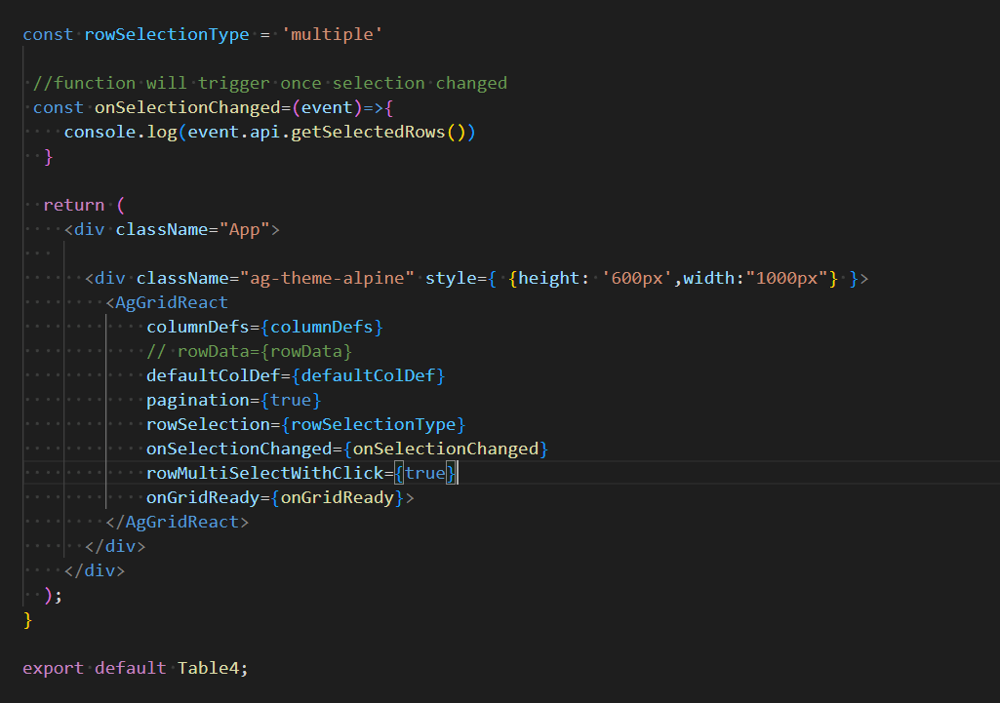 const rowSelectionType = 'multiple'
//function will trigger once selection changed
const onSelectionChanged=(event)=>{
console.log(event.api.getSelectedRows())
}
return (
<div className="App">
<div className="ag-theme-alpine" style={ {height: '600px',width:"1000px"} }>
<AgGridReact
columnDefs={columnDefs}
// rowData={rowData}
defaultColDef={defaultColDef}
pagination={true}
rowSelection={rowSelectionType}
onSelectionChanged={onSelectionChanged}
rowMultiSelectWithClick={true}
onGridReady={onGridReady}>
</AgGridReact>
</div>
</div>
);
}
export default Table4;